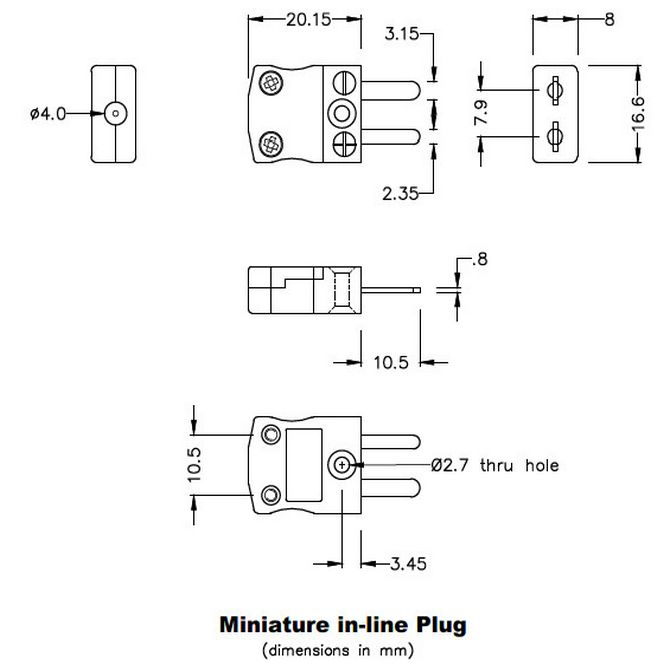 20.15
8
3.15
ø4.0
7.9
16.6
2.35
.8
10.5
10.5
ø2.7 thru hole
3.45
Miniature in-line Plug
(dimensions in mm)